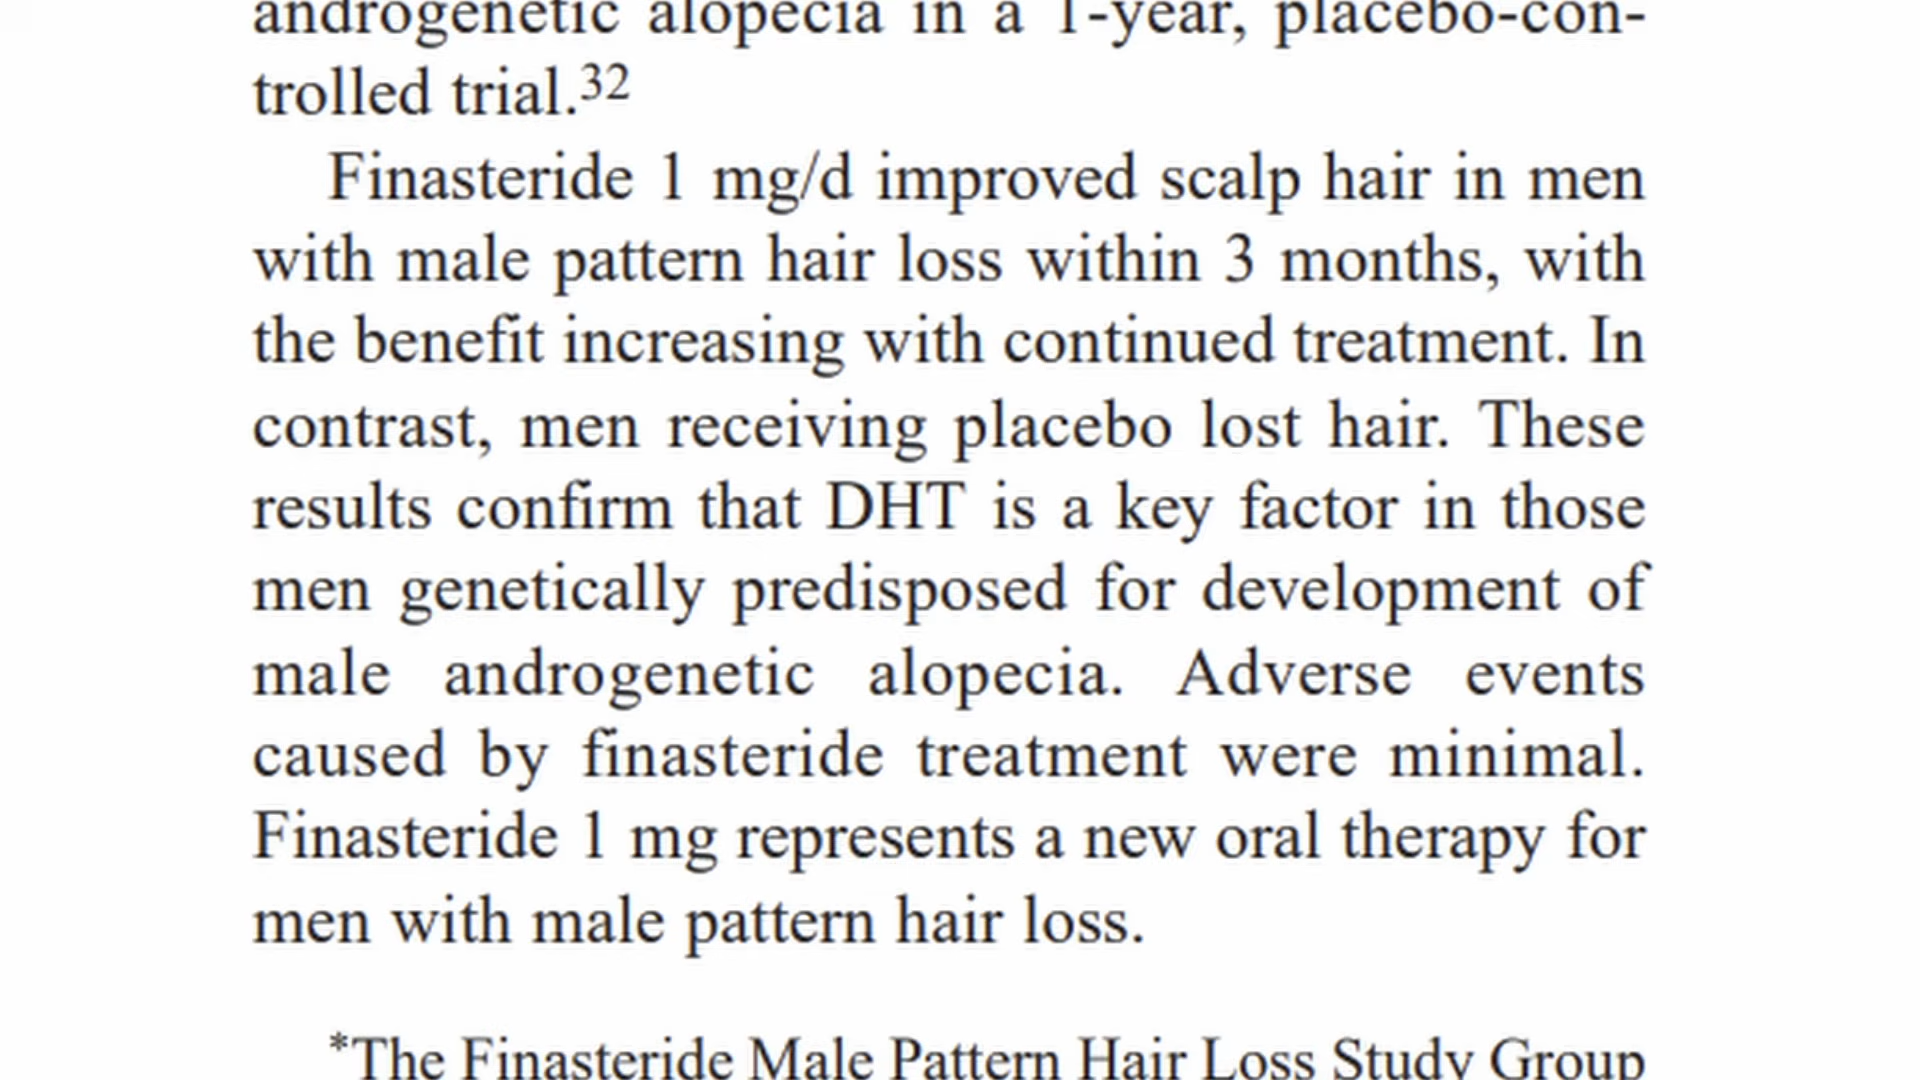 androgenetic alopecia in a 1-year, placebo-con-
trolled trial.32
Finasteride 1 mg/d improved scalp hair in men
with male pattern hair loss within 3 months, with
the benefit increasing with continued treatment. In
contrast, men receiving placebo lost hair. These
results confirm that DHT is a key factor in those
men genetically predisposed for development of
male androgenetic alopecia. Adverse events
caused by finasteride treatment were minimal.
Finasteride 1 mg represents a new oral therapy for
men with male pattern hair loss.
*The Finasteride Male Pattern Hair Loss Study Group